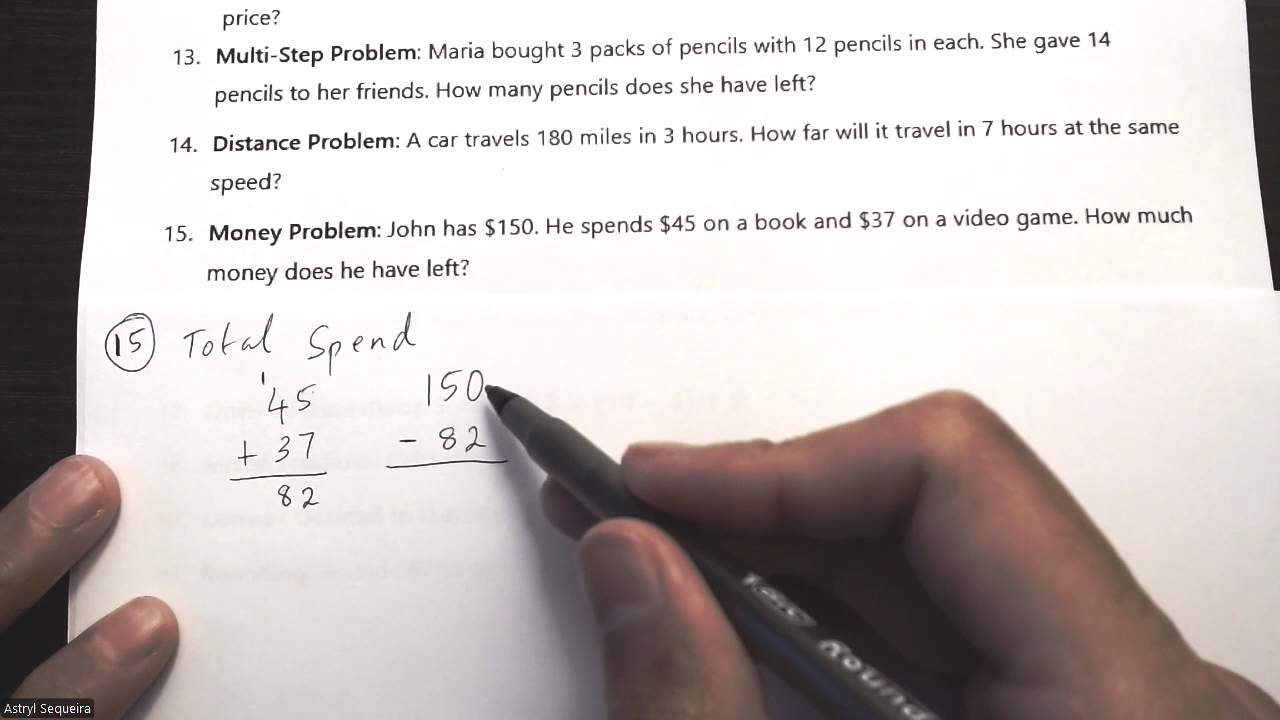 price?
13. Multi-Step Problem: Maria bought 3 packs of pencils with 12 pencils in each. She gave 14
pencils to her friends. How many pencils does she have left?
14. Distance Problem: A car travels 180 miles in 3 hours. How far will it travel in 7 hours at the same
speed?
15. Money Problem: John has $150. He spends $45 on a book and $37 on a video game. How much
money does he have left?
15 Total Spend
1
45 150
+ 37 - 82
82
Astryl Sequeira